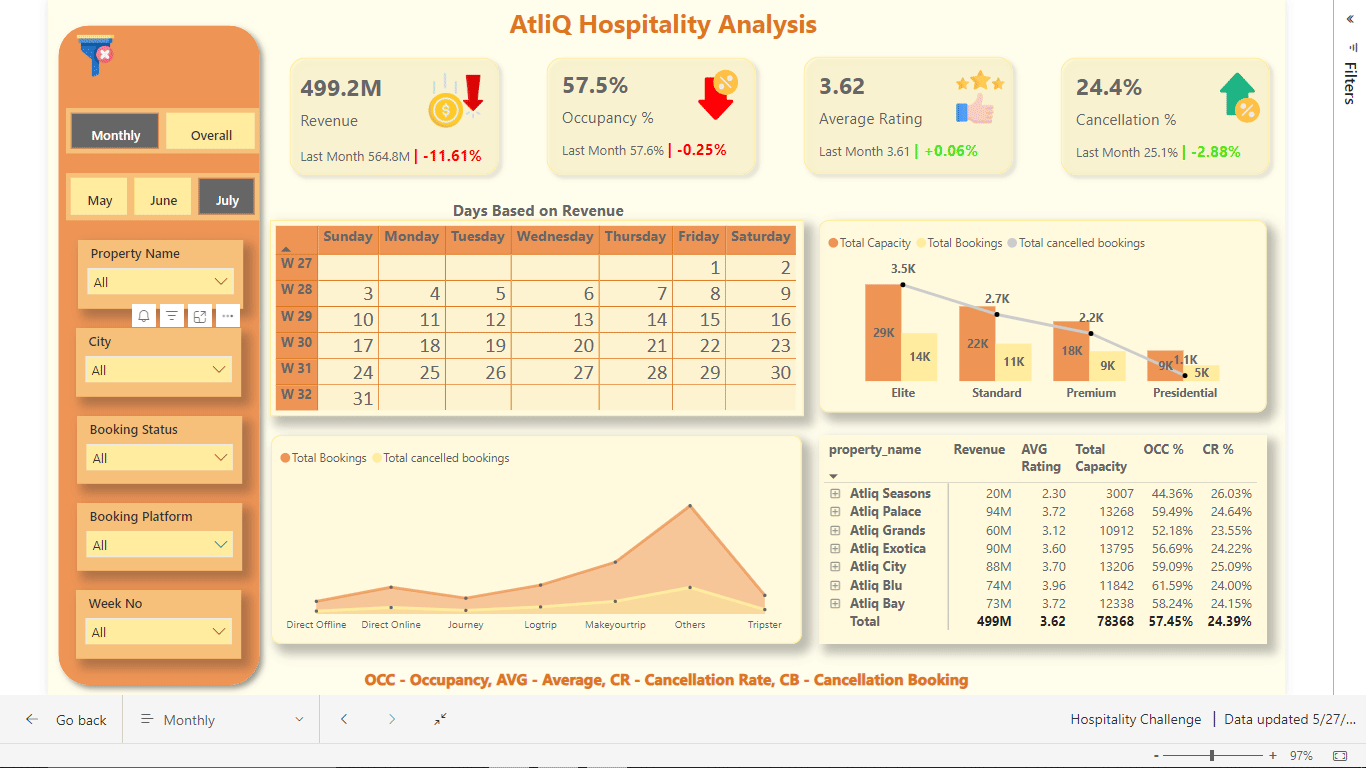 AtliQ Hospitality Analysis
Monthly
Overall
May
June
July
Property Name
All
City
All
Booking Status
All
Booking Platform
All
Week No
All
499.2M
Revenue
Last Month 564.8M | -11.61%
57.5%
Occupancy %
Last Month 57.6% | -0.25%
3.62
Average Rating
Last Month 3.61 | +0.06%
24.4%
Cancellation %
Last Month 25.1% | -2.88%
Days Based on Revenue
Sunday Monday Tuesday Wednesday Thursday Friday Saturday
W 27 1 2
W 28 3 4 5 6 7 8 9
W 29 10 11 12 13 14 15 16
W 30 17 18 19 20 21 22 23
W 31 24 25 26 27 28 29 30
W 32 31
Total Capacity Total Bookings Total cancelled bookings
3.5K
2.7K
2.2K
1.1K
29K 14K 22K 11K 18K 9K 9K 5K
Elite Standard Premium Presidential
Total Bookings Total cancelled bookings
Direct Offline Direct Online Journey Logtrip Makeyourtrip Others Tripster
property_name Revenue AVG Rating Total Capacity OCC % CR %
Atliq Seasons 20M 2.30 3007 44.36% 26.03%
Atliq Palace 94M 3.72 13268 59.49% 24.64%
Atliq Grands 60M 3.12 10912 52.18% 23.55%
Atliq Exotica 90M 3.60 13795 56.69% 24.22%
Atliq City 88M 3.70 13206 59.09% 25.09%
Atliq Blu 74M 3.96 11842 61.59% 24.00%
Atliq Bay 73M 3.72 12338 58.24% 24.15%
Total 499M 3.62 78368 57.45% 24.39%
OCC - Occupancy, AVG - Average, CR - Cancellation Rate, CB - Cancellation Booking
Filters
Go back
Monthly
Hospitality Challenge | Data updated 5/27/...
- + 97%